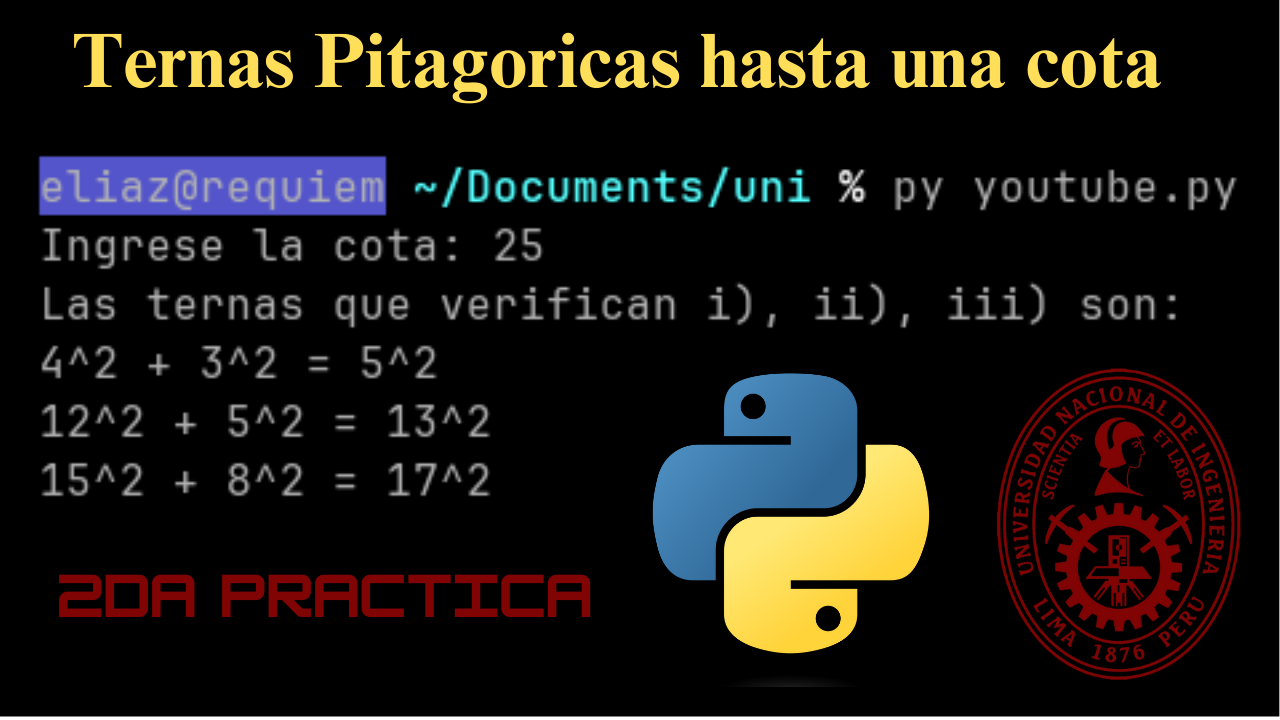 Ternas Pitagoricas hasta una cota
eliaz@requiem ~/Documents/uni % py youtube.py
Ingrese la cota: 25
Las ternas que verifican i), ii), iii) son:
4^2 + 3^2 = 5^2
12^2 + 5^2 = 13^2
15^2 + 8^2 = 17^2
2DA PRACTICA
UNIVERSIDAD NACIONAL DE INGENIERIA
SCIENTIA ET LABOR
LIMA 1876 PERU